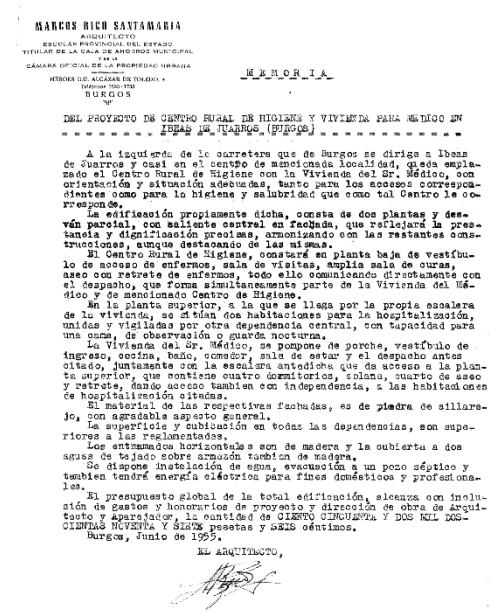 MARCOS RICO SANTAMARIA
ARQUITECTO
ESCOLAR PROVINCIAL DEL ESTADO
TITULAR DE LA CAJA DE AHORROS MUNICIPAL
Y DE LA
CÁMARA OFICIAL DE LA PROPIEDAD URBANA
HÉROES DEL ALCÁZAR DE TOLEDO, 4
BURGOS
MEMORIA
DEL PROYECTO DE CENTRO RURAL DE HIGIENE Y VIVIENDA PARA MEDICO EN
IBEAS DE JUARROS (BURGOS)
A la izquierda de le carretera que de Burgos se dirige a Ibeas
de Juarros y casi en el centro de mencionada localidad, queda empla-
zado el Centro Rural de Higiene con la Vivienda del Sr. Médico, con
orientación y situación adecuadas, tanto para los accesos correspon-
dientes como para la higiene y salubridad que como tal Centro le co-
rresponde.
La edificación propiamente dicha, consta de dos plantas y des-
ván parcial, con saliente central en fachada, que reflejará la pres-
tancia y dignificación precisas, armonizando con las restantes cons-
trucciones, aunque destacando de las mismas.
El Centro Rural de Higiene, constará en planta baja de vestíbu-
lo de acceso de enfermos, sala de visitas, amplia sala de curas,
aseo con retrete de enfermos, todo ello comunicando directamente con
el despacho, que forma simultaneamente parte de la Vivienda del Mé-
dico y de mencionado Centro de Higiene.
En la planta superior, a la que se llega por la propia escalera
de la vivienda, se sitúan dos habitaciones para la hospitalización,
unidas y vigiladas por otra dependencia central, con capacidad para
una cama, de observación o guarda nocturna.
La Vivienda del Sr. Médico, se compone de porche, vestíbulo de
ingreso, cocina, baño, comedor, sala de estar y el despacho antes
citado, juntamente con la escalera antedicha que da acceso a la plan-
ta superior, que contiene cuatro dormitorios, solana, cuarto de aseo
y retrete, dando acceso tambien con independencia, a las habitaciones
de hospitalización citadas.
El material de las respectivas fachadas, es de piedra de sillare-
jo, con agradable aspecto general.
La superficie y cubicación en todas las dependencias, son supe-
riores a las reglamentadas.
Los entramados horizontales son de madera y la cubierta a dos
aguas de tejado sobre armazón tambien de madera.
Se dispone instalación de agua, evacuación a un pozo séptico y
tambien tendrá energía eléctrica para fines domésticos y profesiona-
les.
El presupuesto global de la total edificación, alcanza con inclu-
sión de gastos y honorarios de proyecto y dirección de obra de Arqui-
tecto y Aparejador, la cantidad de CIENTO CINCUENTA Y DOS MIL DOS-
CIENTAS NOVENTA Y SIETE pesetas y SEIS céntimos.
Burgos, Junio de 1955.
EL ARQUITECTO,